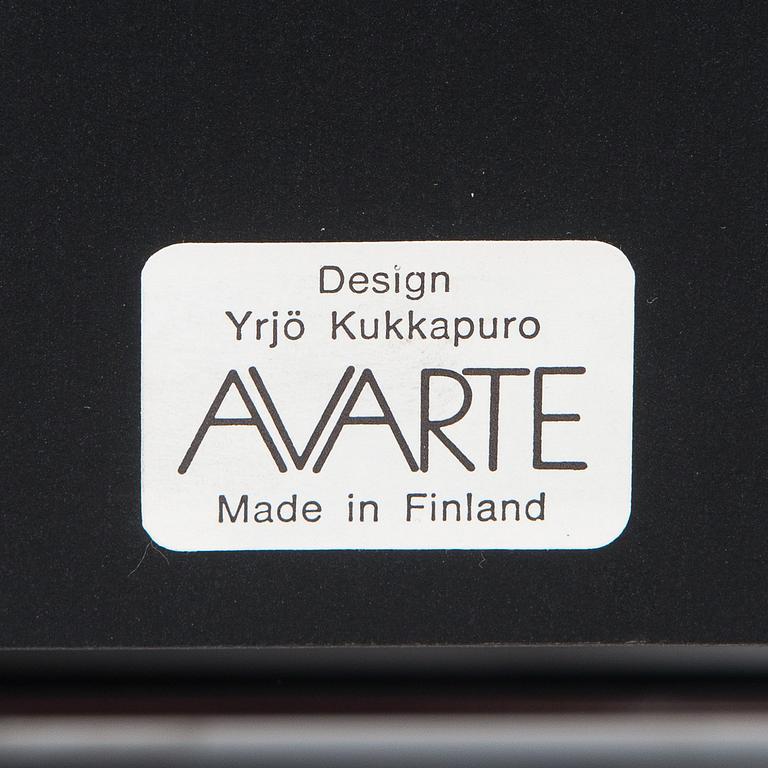 Design
Yrjö Kukkapuro
AVARTE
Made in Finland